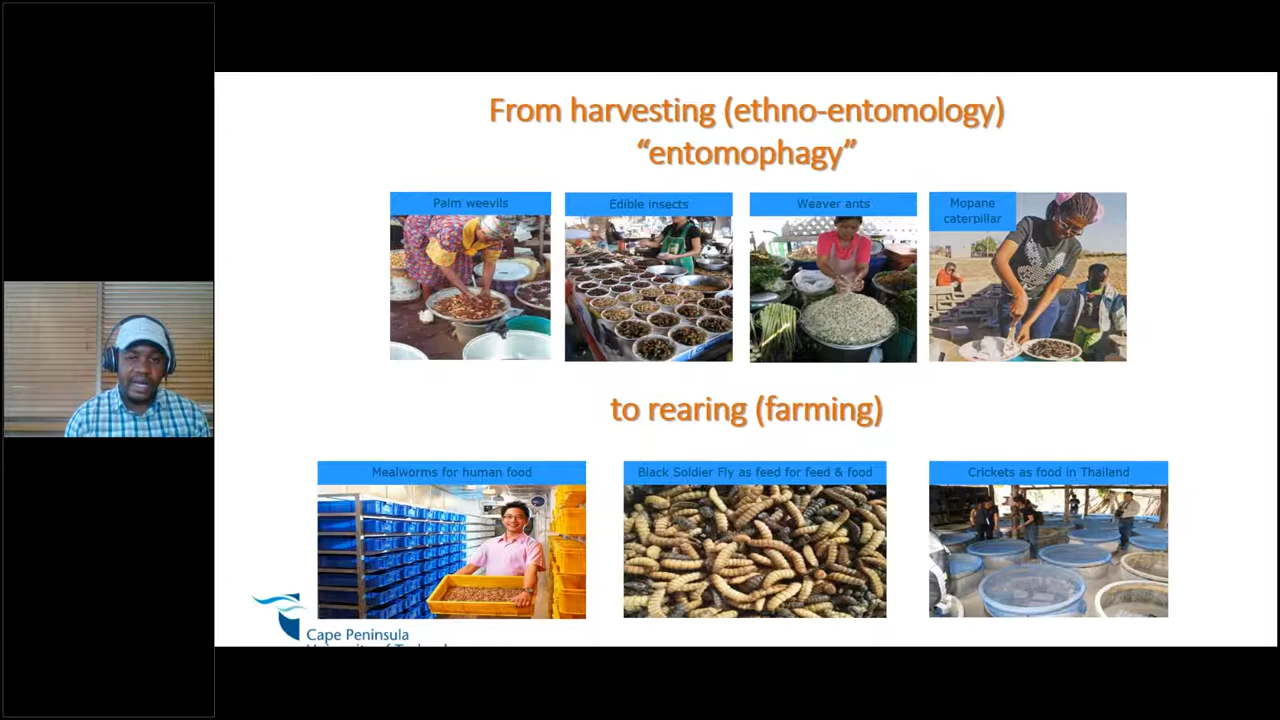 From harvesting (ethno-entomology)
“entomophagy”
Palm weevils
Edible insects
Weaver ants
Mopane
caterpillar
to rearing (farming)
Mealworms for human food
Black Soldier Fly as feed for feed & food
Crickets as food in Thailand
Cape Peninsula